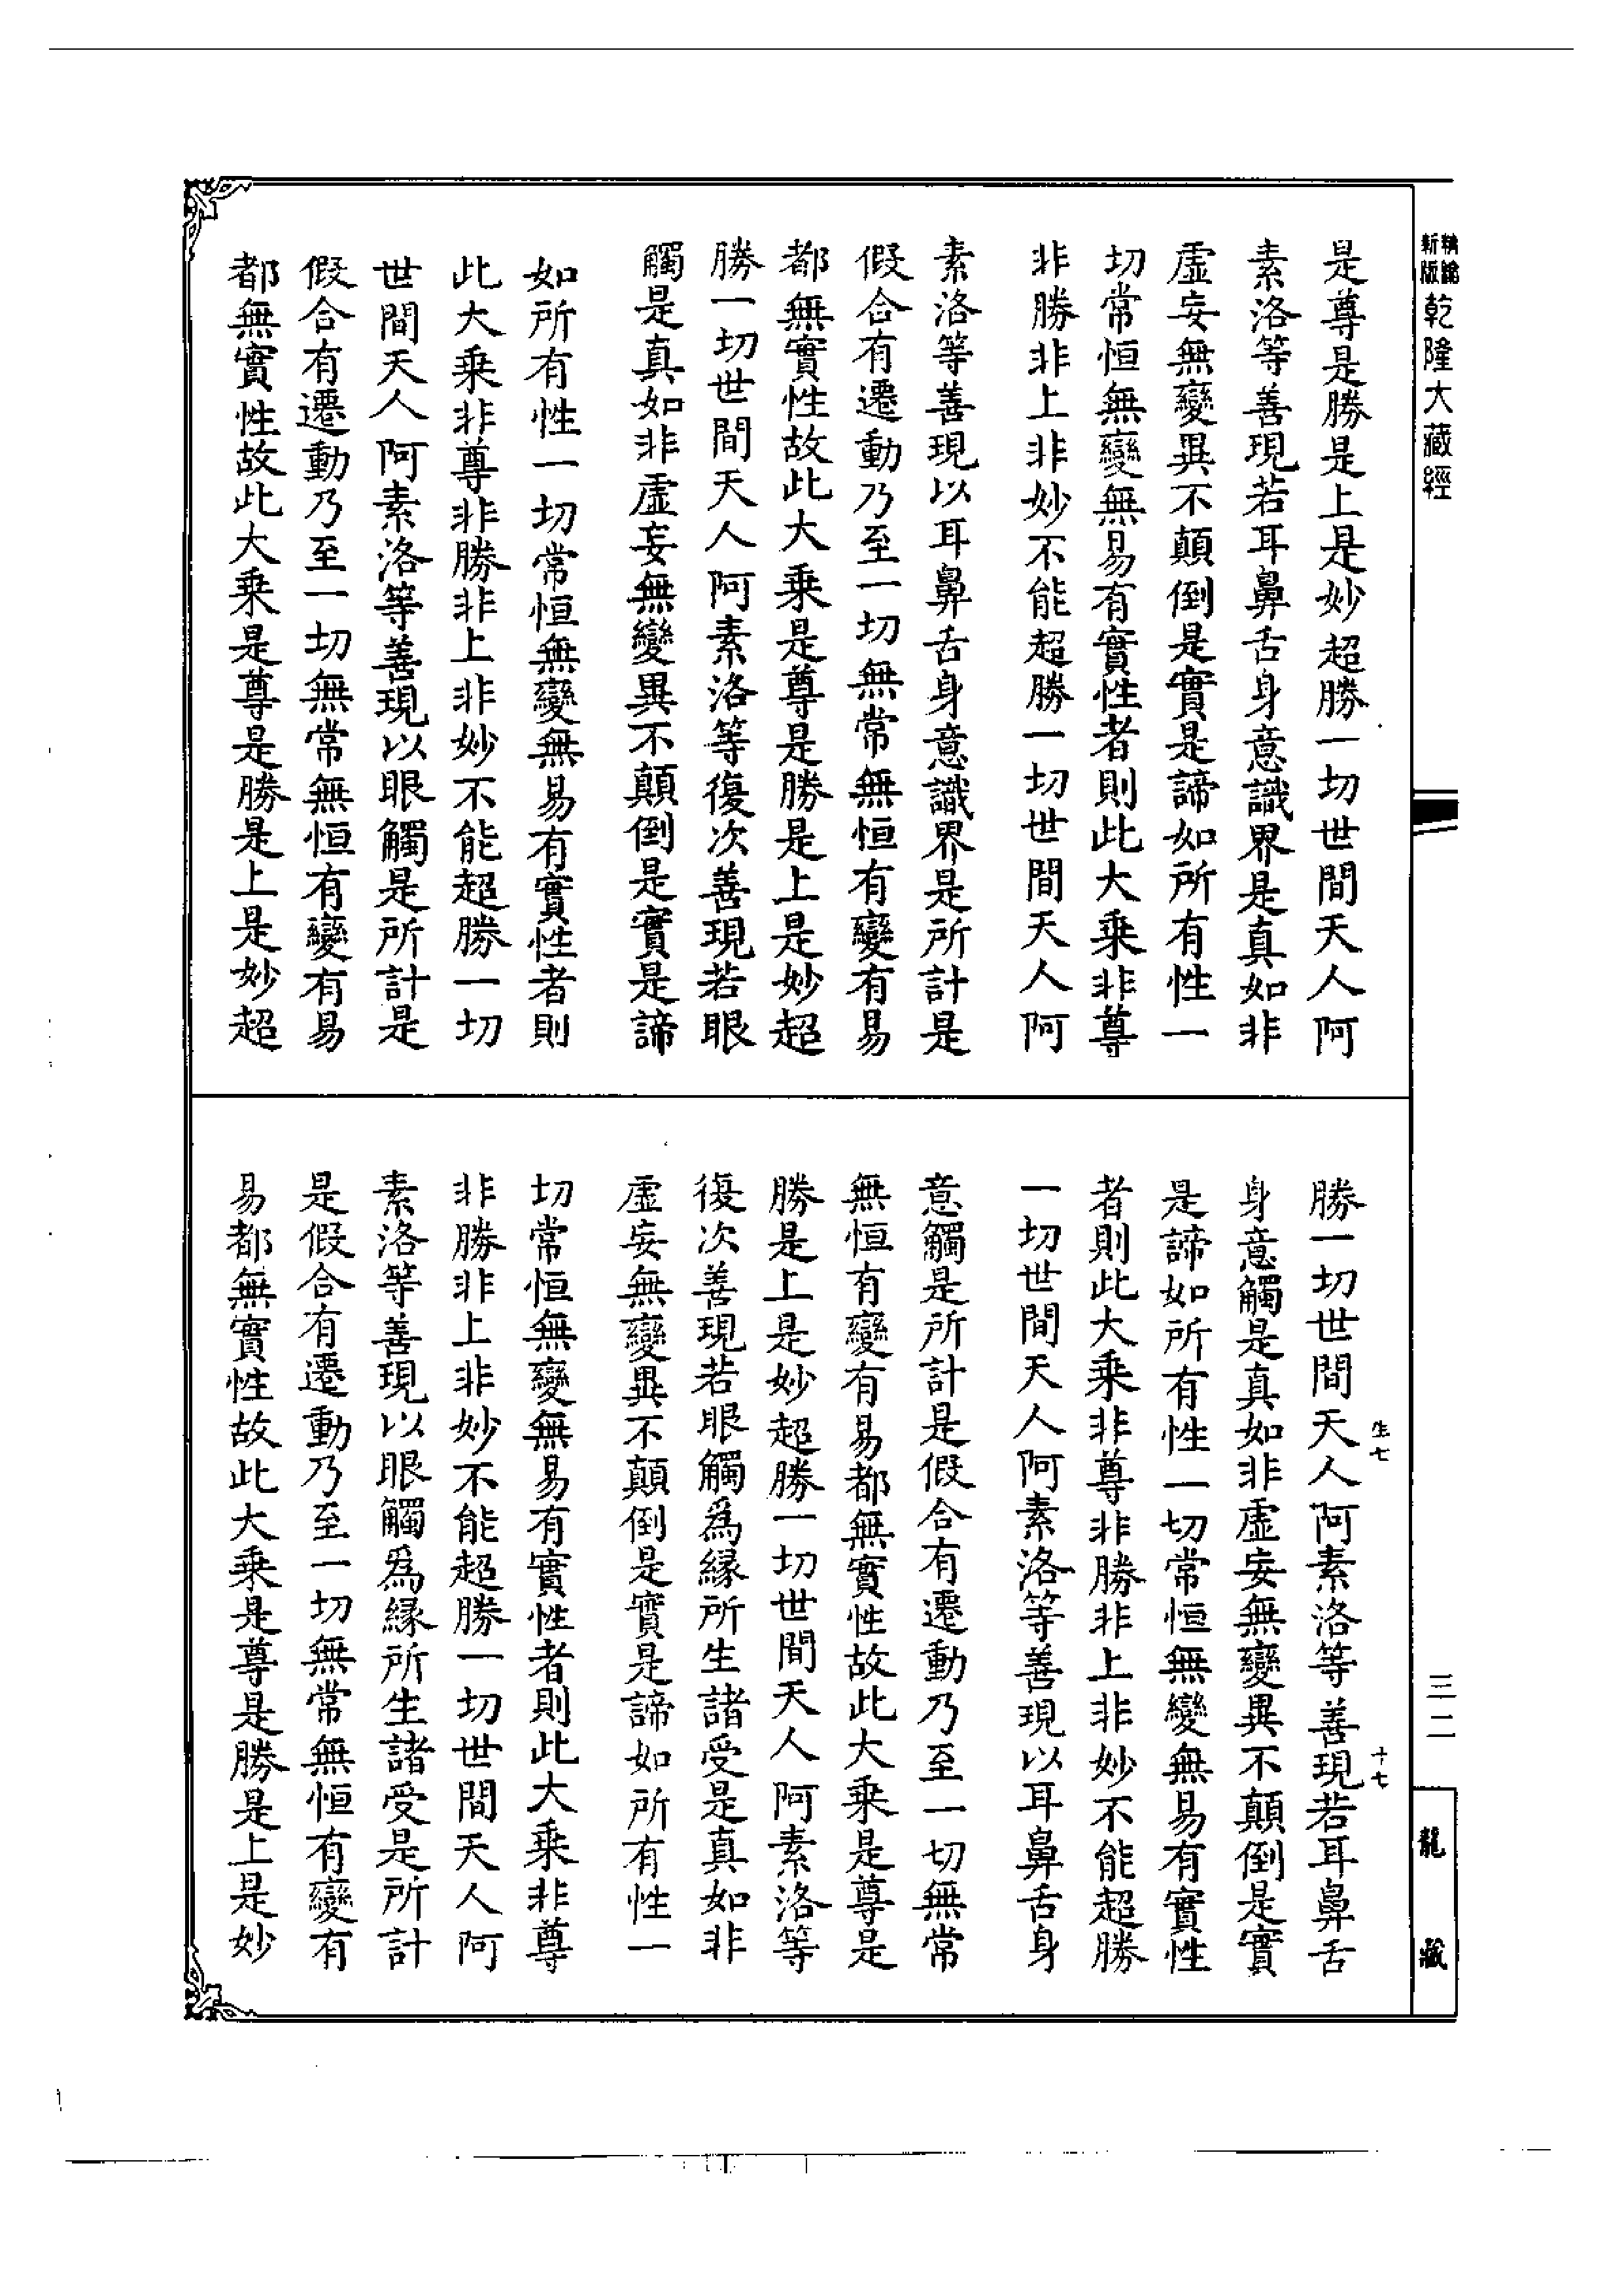 新版
乾隆大藏經
三二
龍藏
是尊是勝是上是妙超勝一切世間天人阿
素洛等善現若耳鼻舌身意識界是真如非
虛妄無變異不顛倒是實是諦如所有性一
切常恒無變無易有實性者則此大乘非尊
非勝非上非妙不能超勝一切世間天人阿
素洛等善現以耳鼻舌身意識界是所計是
假合有遷動乃至一切無常無恒有變有易
都無實性故此大乘是尊是勝是上是妙超
勝一切世間天人阿素洛等復次善現若眼
觸是真如非虛妄無變異不顛倒是實是諦
如所有性一切常恒無變無易有實性者則
此大乘非尊非勝非上非妙不能超勝一切
世間天人阿素洛等善現以眼觸是所計是
假合有遷動乃至一切無常無恒有變有易
都無實性故此大乘是尊是勝是上是妙超
勝一切世間天人阿素洛等善現若耳鼻舌
生七
十七
身意觸是真如非虛妄無變異不顛倒是實
是諦如所有性一切常恒無變無易有實性
者則此大乘非尊非勝非上非妙不能超勝
一切世間天人阿素洛等善現以耳鼻舌身
意觸是所計是假合有遷動乃至一切無常
無恒有變有易都無實性故此大乘是尊是
勝是上是妙超勝一切世間天人阿素洛等
復次善現若眼觸爲緣所生諸受是真如非
虛妄無變異不顛倒是實是諦如所有性一
切常恒無變無易有實性者則此大乘非尊
非勝非上非妙不能超勝一切世間天人阿
素洛等善現以眼觸爲緣所生諸受是所計
是假合有遷動乃至一切無常無恒有變有
易都無實性故此大乘是尊是勝是上是妙